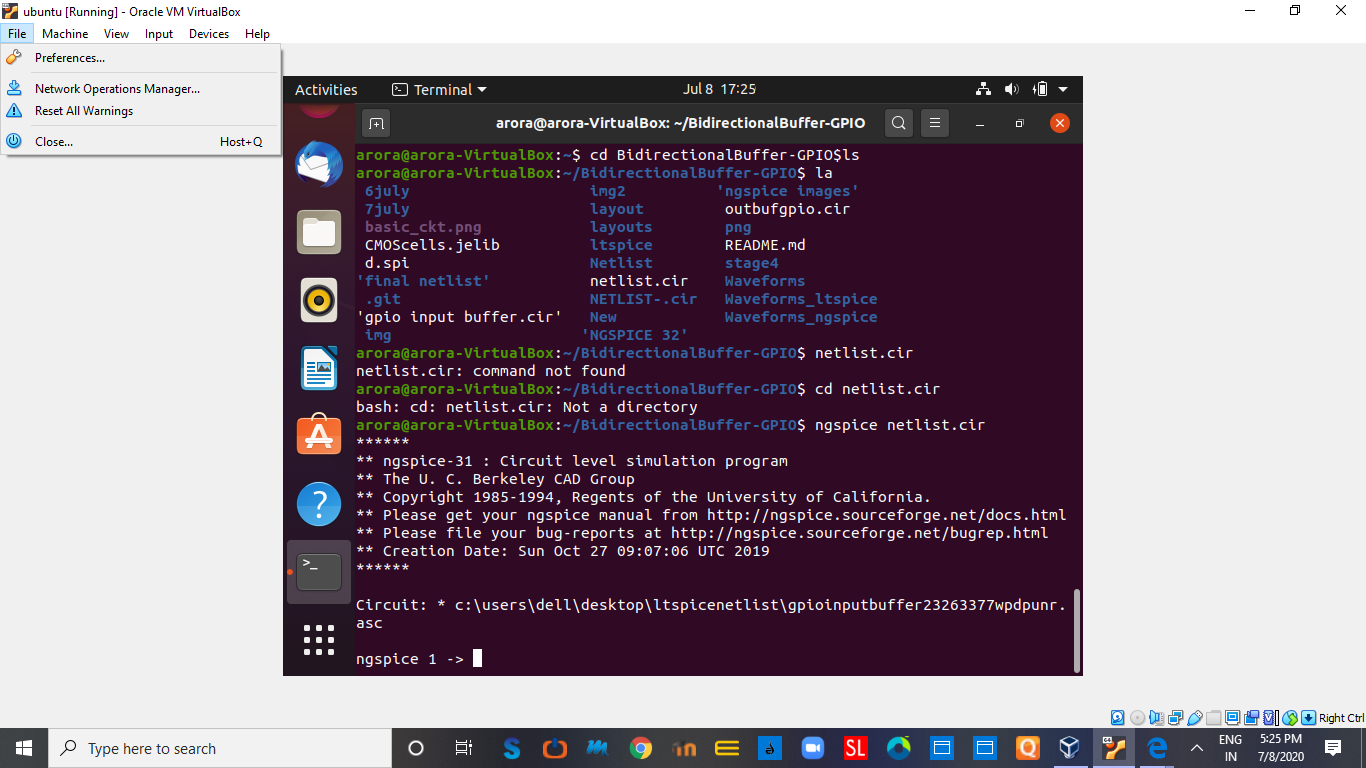 ubuntu [Running] - Oracle VM VirtualBox
File Machine View Input Devices Help
Preferences...
Network Operations Manager...
Reset All Warnings
Close... Host+Q
Activities Terminal Jul 8 17:25
arora@arora-VirtualBox: ~/BidirectionalBuffer-GPIO
arora@arora-VirtualBox:~$ cd BidirectionalBuffer-GPIO$ls
arora@arora-VirtualBox:~/BidirectionalBuffer-GPIO$ la
6july img2 'ngspice images'
7july layout outbufgpio.cir
basic_ckt.png layouts png
CMOScells.jelib ltspice README.md
d.spi Netlist stage4
'final netlist' netlist.cir Waveforms
.git NETLIST-.cir Waveforms_ltspice
'gpio input buffer.cir' New Waveforms_ngspice
img 'NGSPICE 32'
arora@arora-VirtualBox:~/BidirectionalBuffer-GPIO$ netlist.cir
netlist.cir: command not found
arora@arora-VirtualBox:~/BidirectionalBuffer-GPIO$ cd netlist.cir
bash: cd: netlist.cir: Not a directory
arora@arora-VirtualBox:~/BidirectionalBuffer-GPIO$ ngspice netlist.cir
******
** ngspice-31 : Circuit level simulation program
** The U. C. Berkeley CAD Group
** Copyright 1985-1994, Regents of the University of California.
** Please get your ngspice manual from http://ngspice.sourceforge.net/docs.html
** Please file your bug-reports at http://ngspice.sourceforge.net/bugrep.html
** Creation Date: Sun Oct 27 09:07:06 UTC 2019
******
Circuit: * c:\users\dell\desktop\ltspicenetlist\gpioinputbuffer23263377wpdpunr.
asc
ngspice 1 ->
Right Ctrl
Type here to search
SL
ENG
IN
5:25 PM
7/8/2020